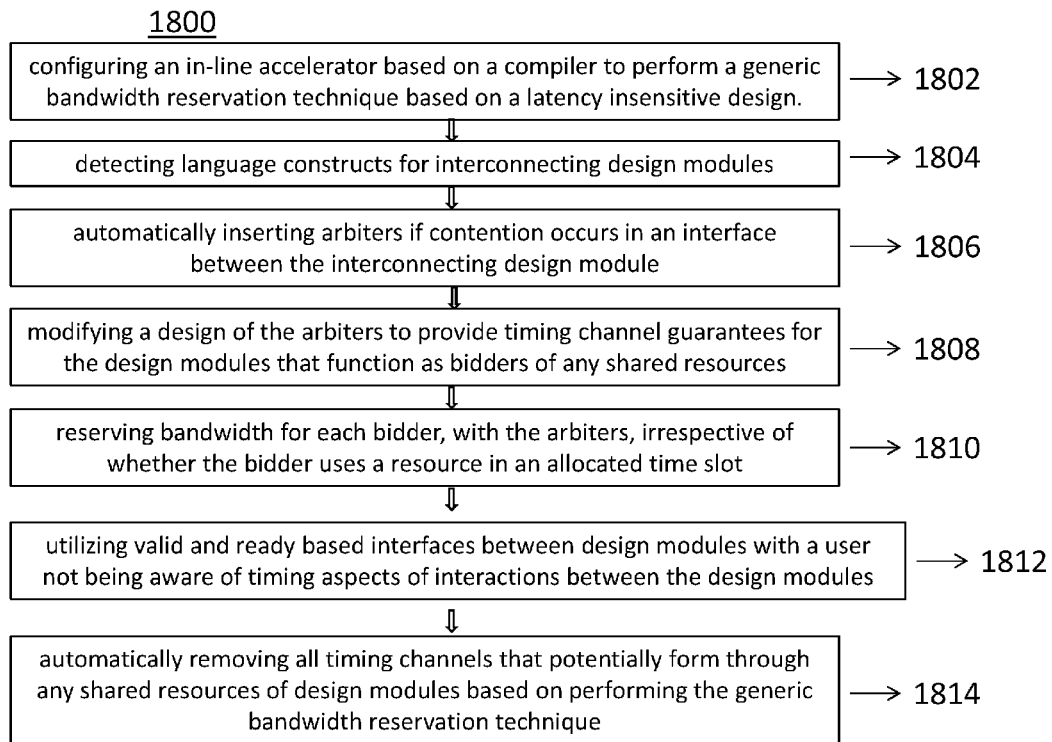 1800
configuring an in-line accelerator based on a compiler to perform a generic
bandwidth reservation technique based on a latency insensitive design.
1802
detecting language constructs for interconnecting design modules
1804
automatically inserting arbiters if contention occurs in an interface
between the interconnecting design module
1806
modifying a design of the arbiters to provide timing channel guarantees for
the design modules that function as bidders of any shared resources
1808
reserving bandwidth for each bidder, with the arbiters, irrespective of
whether the bidder uses a resource in an allocated time slot
1810
utilizing valid and ready based interfaces between design modules with a user
not being aware of timing aspects of interactions between the design modules
1812
automatically removing all timing channels that potentially form through
any shared resources of design modules based on performing the generic
bandwidth reservation technique
1814